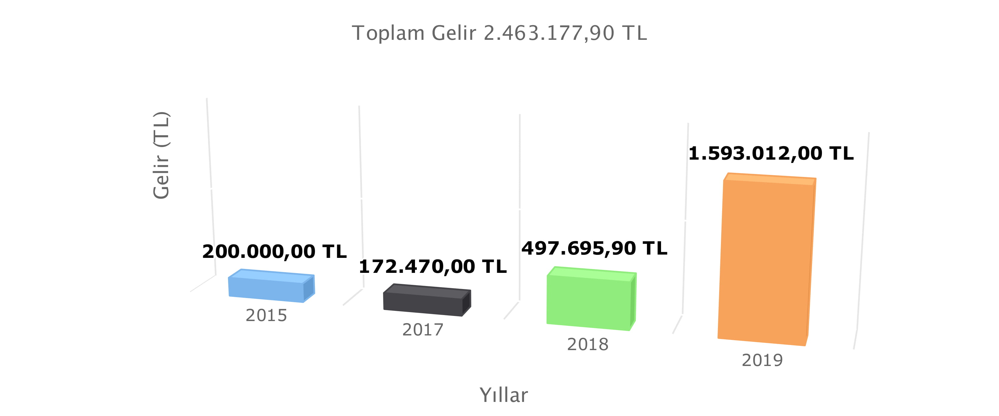 Toplam Gelir 2.463.177,90 TL
Gelir (TL)
1.593.012,00 TL
200.000,00 TL
172.470,00 TL
497.695,90 TL
2015
2017
2018
2019
Yıllar